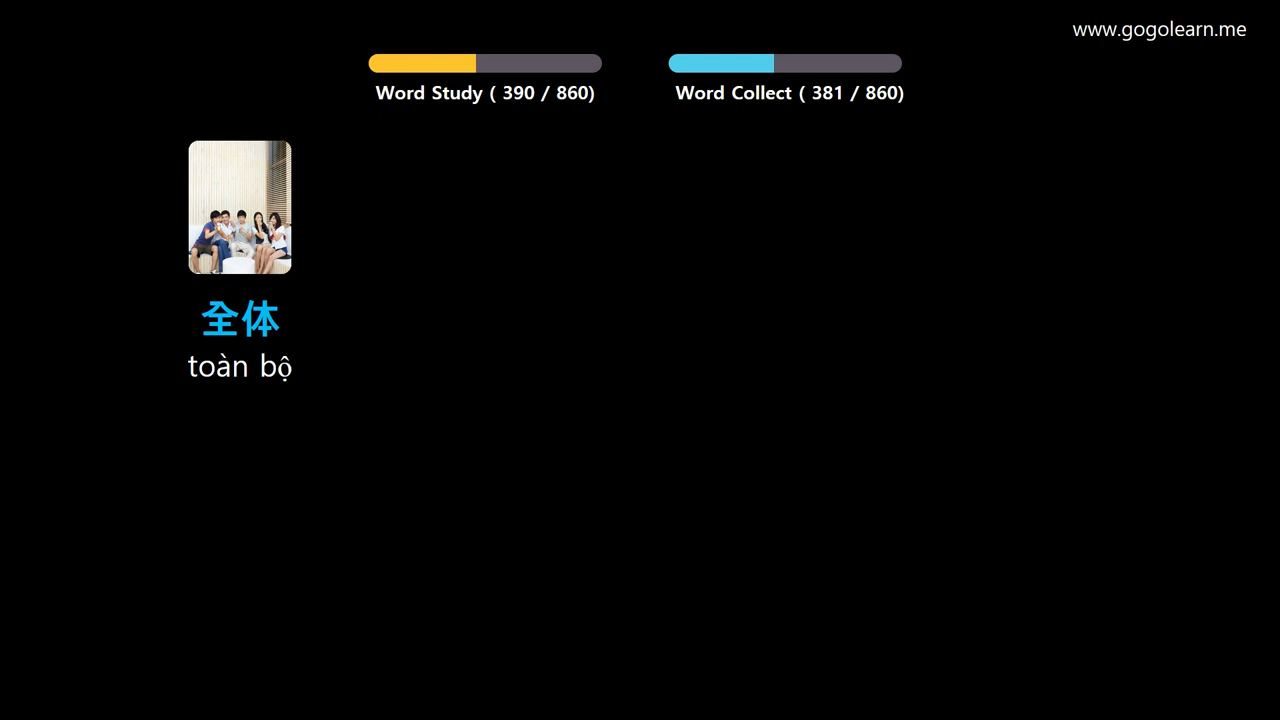 www.gogolearn.me
Word Study ( 390 / 860)
Word Collect ( 381 / 860)
全体
toàn bộ